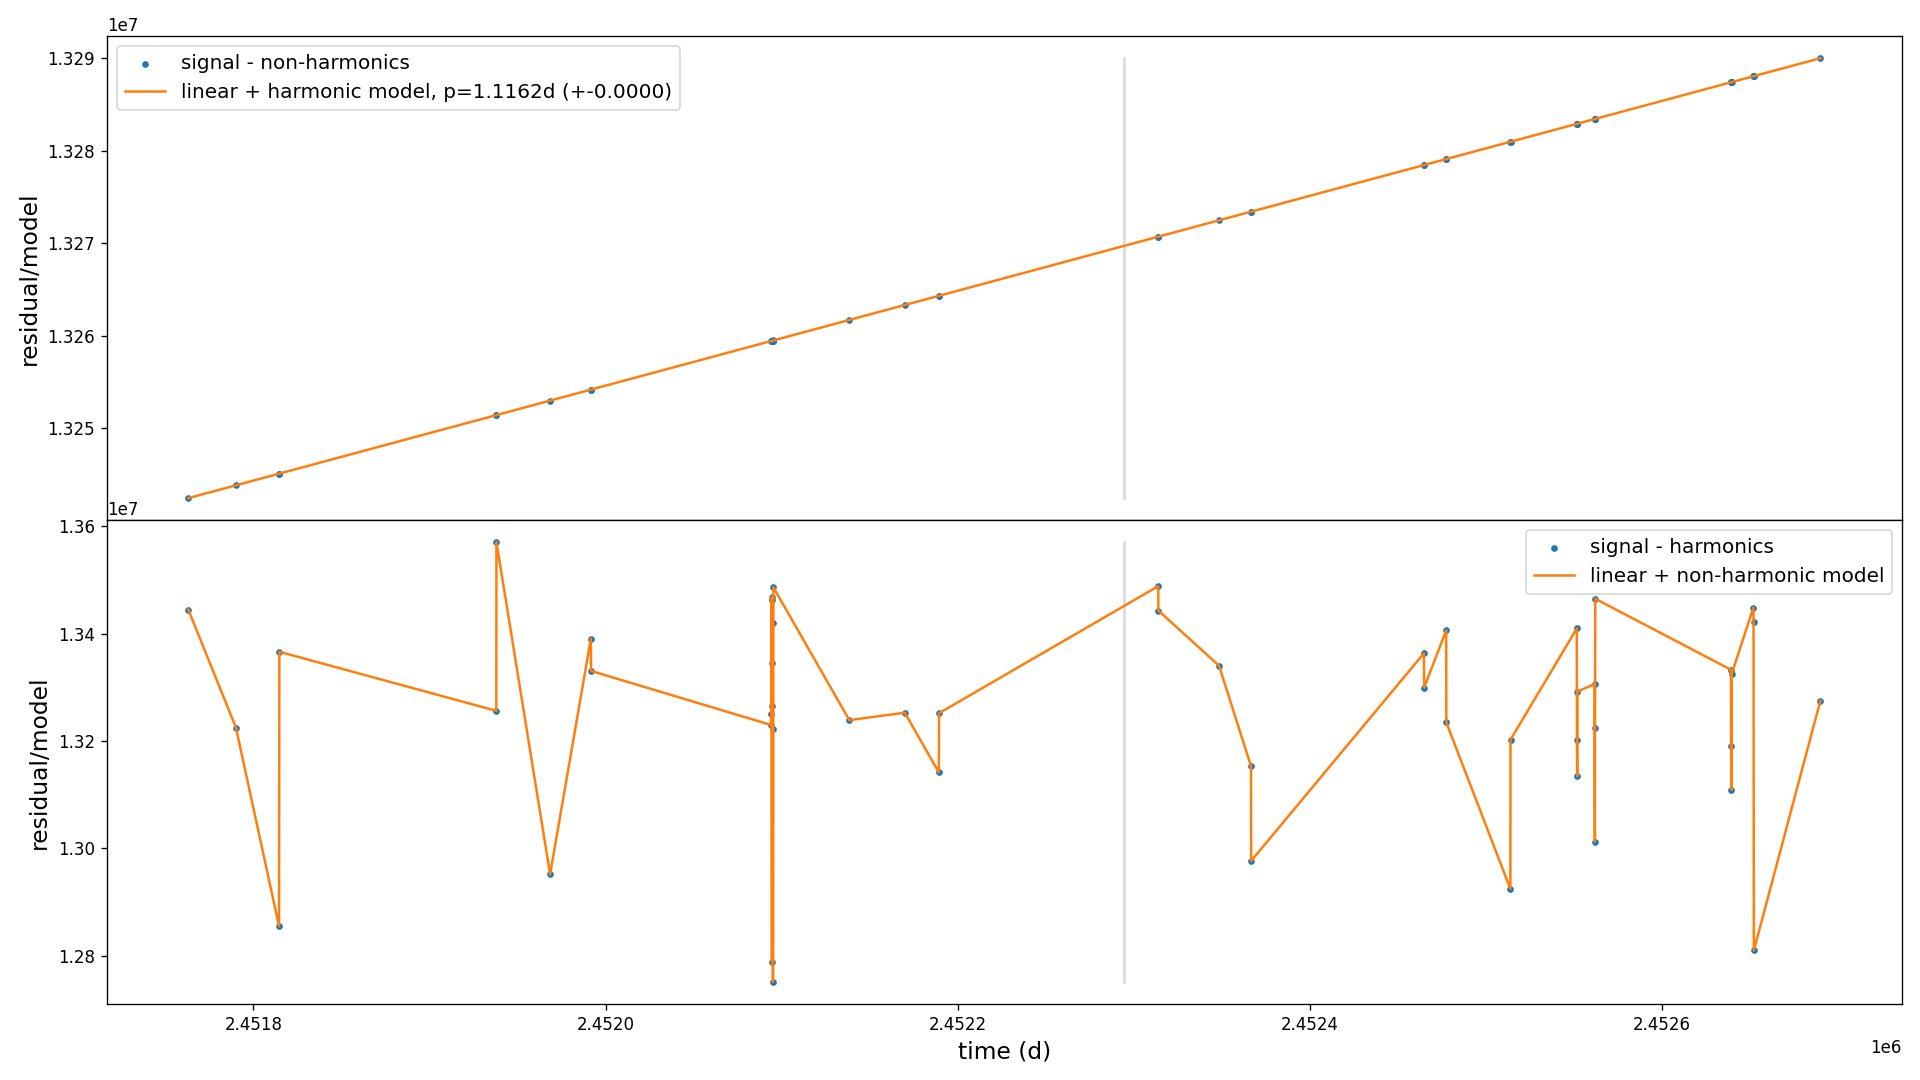 1e7
1.329
1.328
1.327
1.326
1.325
residual/model
signal - non-harmonics
linear + harmonic model, p=1.1162d (+-0.0000)
1e7
1.36
1.34
1.32
1.30
1.28
residual/model
signal - harmonics
linear + non-harmonic model
2.4518 2.4520 2.4522 2.4524 2.4526
1e6
time (d)